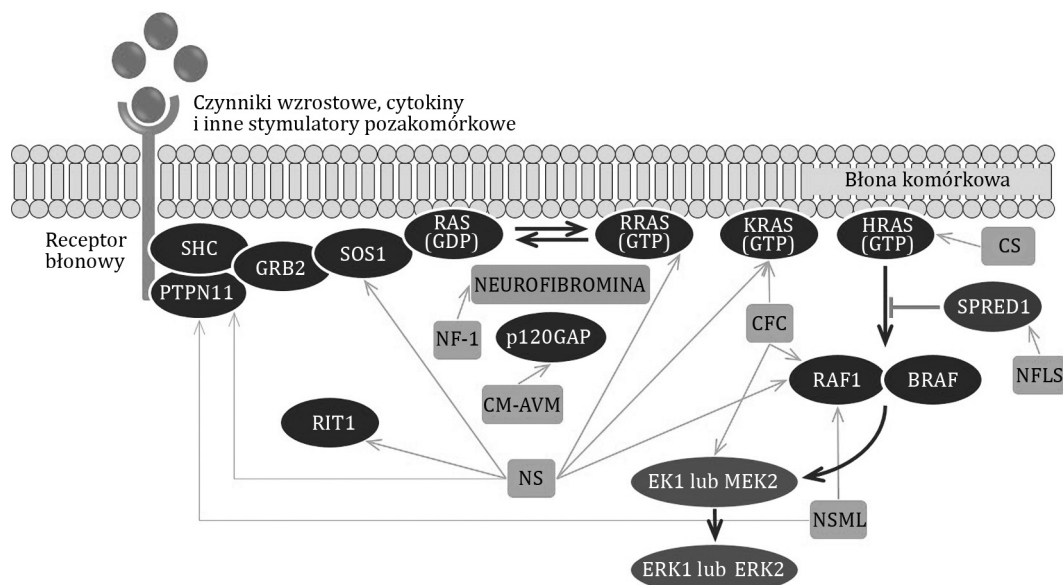 Czynniki wzrostowe, cytokiny
i inne stymulatory pozakomórkowe
Błona komórkowa
Receptor
błonowy
SHC
PTPN11
GRB2
SOS1
RAS
(GDP)
RRAS
(GTP)
KRAS
(GTP)
HRAS
(GTP)
CS
NEUROFIBROMINA
NF-1
p120GAP
CM-AVM
CFC
SPRED1
NFLS
RAF1
BRAF
RIT1
NS
EK1 lub MEK2
NSML
ERK1 lub ERK2